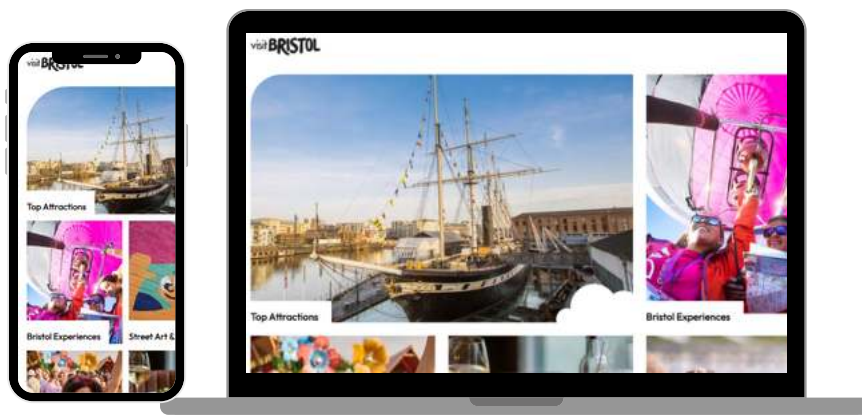 visit BRISTOL
Top Attractions
Bristol Experiences
Street Art &
visit BRISTOL
Top Attractions
Bristol Experiences